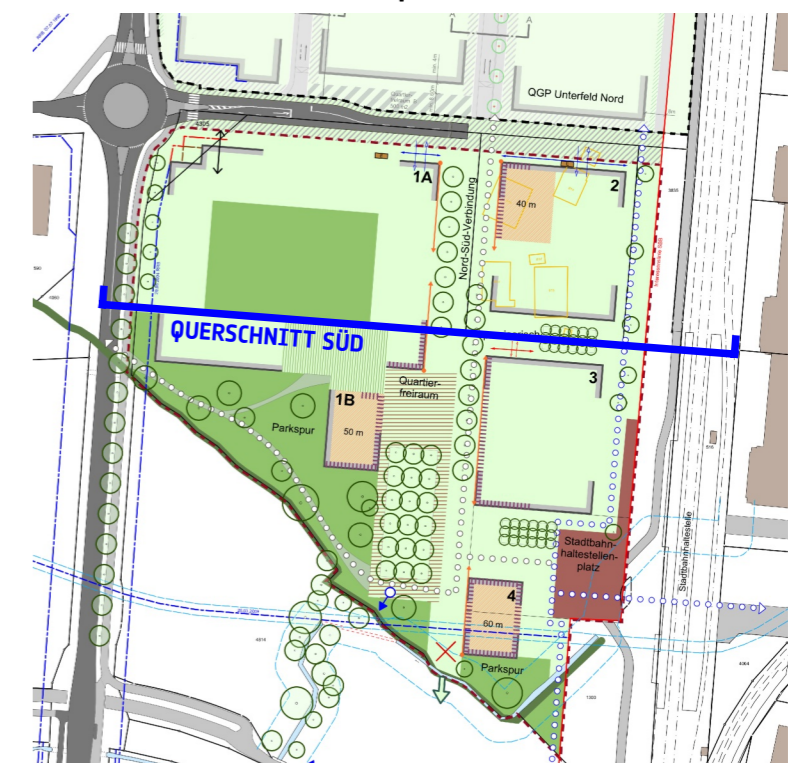 A
A
QGP Unterfeld Nord
4305
1A
2
40 m
Nord-Süd-Verbindung
QUERSCHNITT SÜD
3
Quartier-
freiraum
1B
50 m
Parkspur
Stadtbahn-
haltestellen-
platz
Stadtbahnhaltestelle
4
60 m
Parkspur